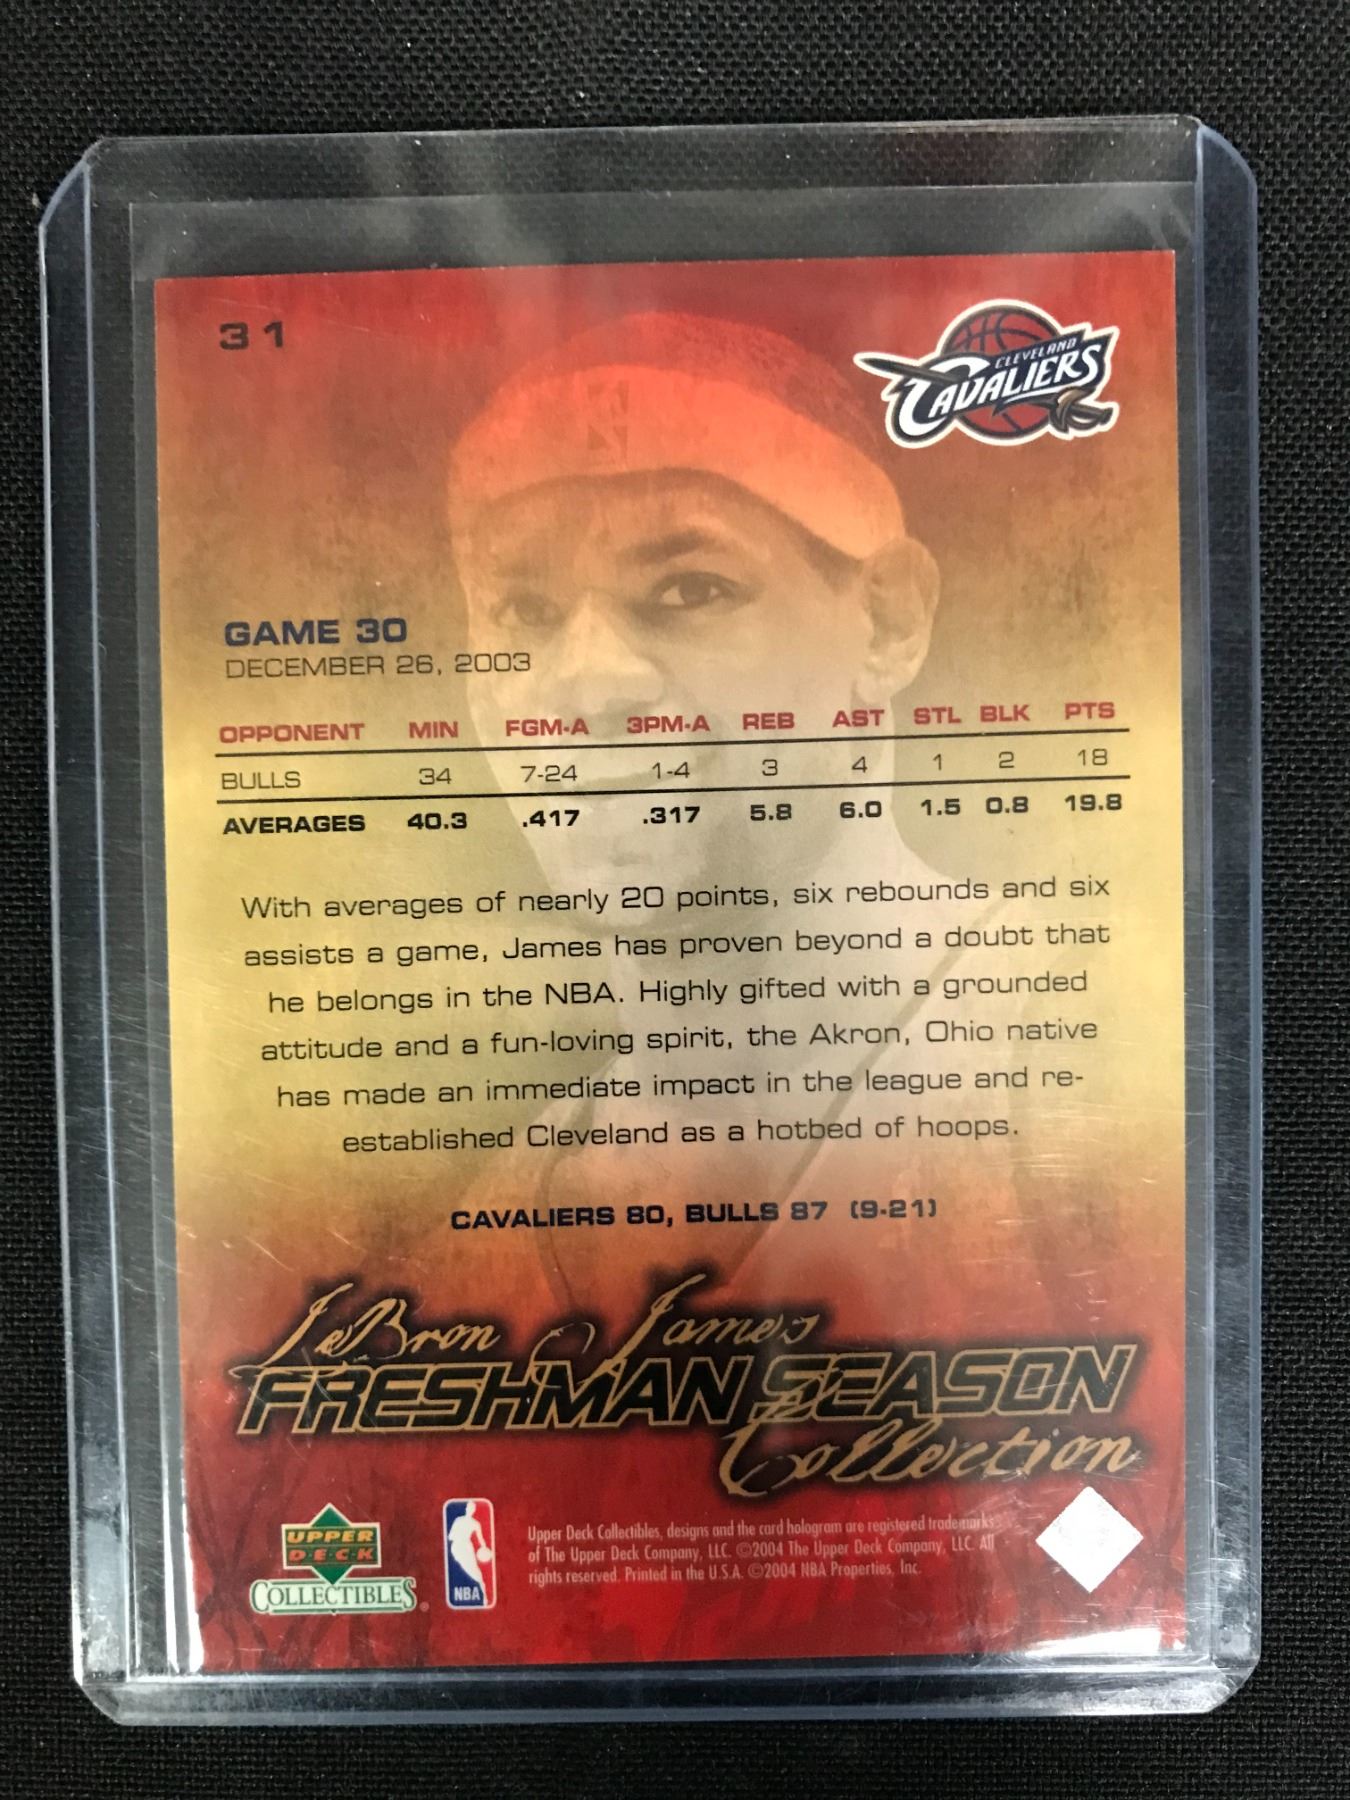 31
CLEVELAND
CAVALIERS
GAME 30
DECEMBER 26, 2003
OPPONENT MIN FGM-A 3PM-A REB AST STL BLK PTS
BULLS 34 7-24 1-4 3 4 1 2 18
AVERAGES 40.3 .417 .317 5.8 6.0 1.5 0.8 19.8
With averages of nearly 20 points, six rebounds and six
assists a game, James has proven beyond a doubt that
he belongs in the NBA. Highly gifted with a grounded
attitude and a fun-loving spirit, the Akron, Ohio native
has made an immediate impact in the league and re-
established Cleveland as a hotbed of hoops.
CAVALIERS 80, BULLS 87 (9-21)
LeBron James
FRESHMAN SEASON
Collection
UPPER
DECK
COLLECTIBLES®
NBA
Upper Deck Collectibles, designs and the card hologram are registered trademarks
of The Upper Deck Company, LLC. ©2004 The Upper Deck Company, LLC. All
rights reserved. Printed in the U.S.A. ©2004 NBA Properties, Inc.